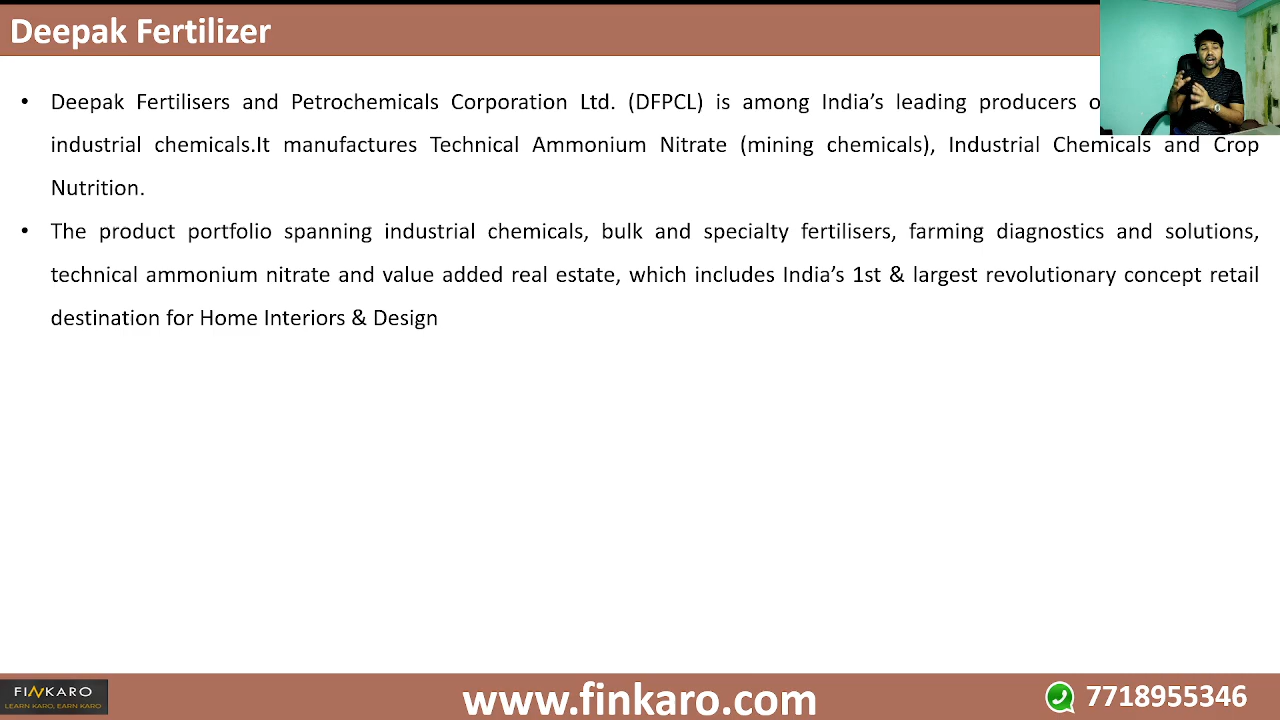 Deepak Fertilizer
• Deepak Fertilisers and Petrochemicals Corporation Ltd. (DFPCL) is among India's leading producers
industrial chemicals.It manufactures Technical Ammonium Nitrate (mining chemicals), Industrial Chemicals and Crop
Nutrition.
• The product portfolio spanning industrial chemicals, bulk and specialty fertilisers, farming diagnostics and solutions,
technical ammonium nitrate and value added real estate, which includes India's 1st & largest revolutionary concept retail
destination for Home Interiors & Design
FINKARO
LEARN KARO, EARN KARO
www.finkaro.com
7718955346